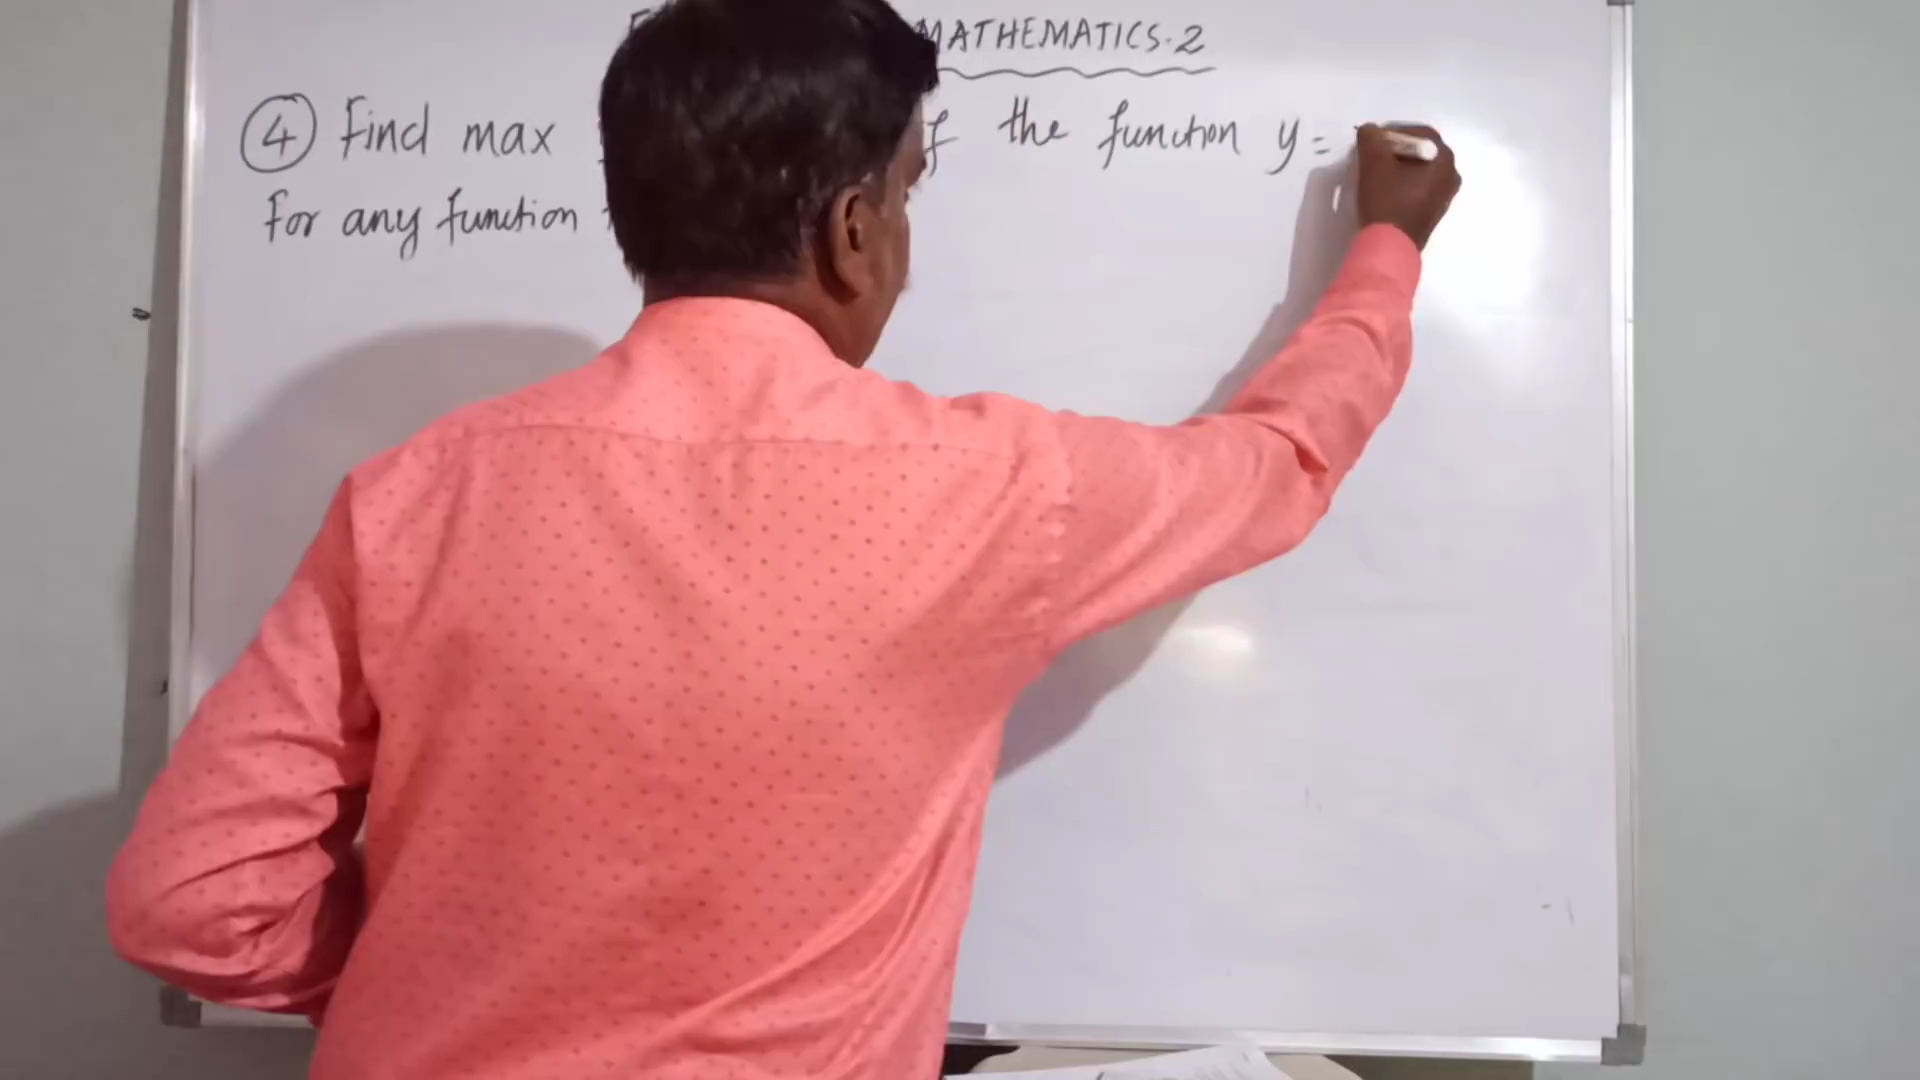 MATHEMATICS.2
④ Find max the function y =
For any function